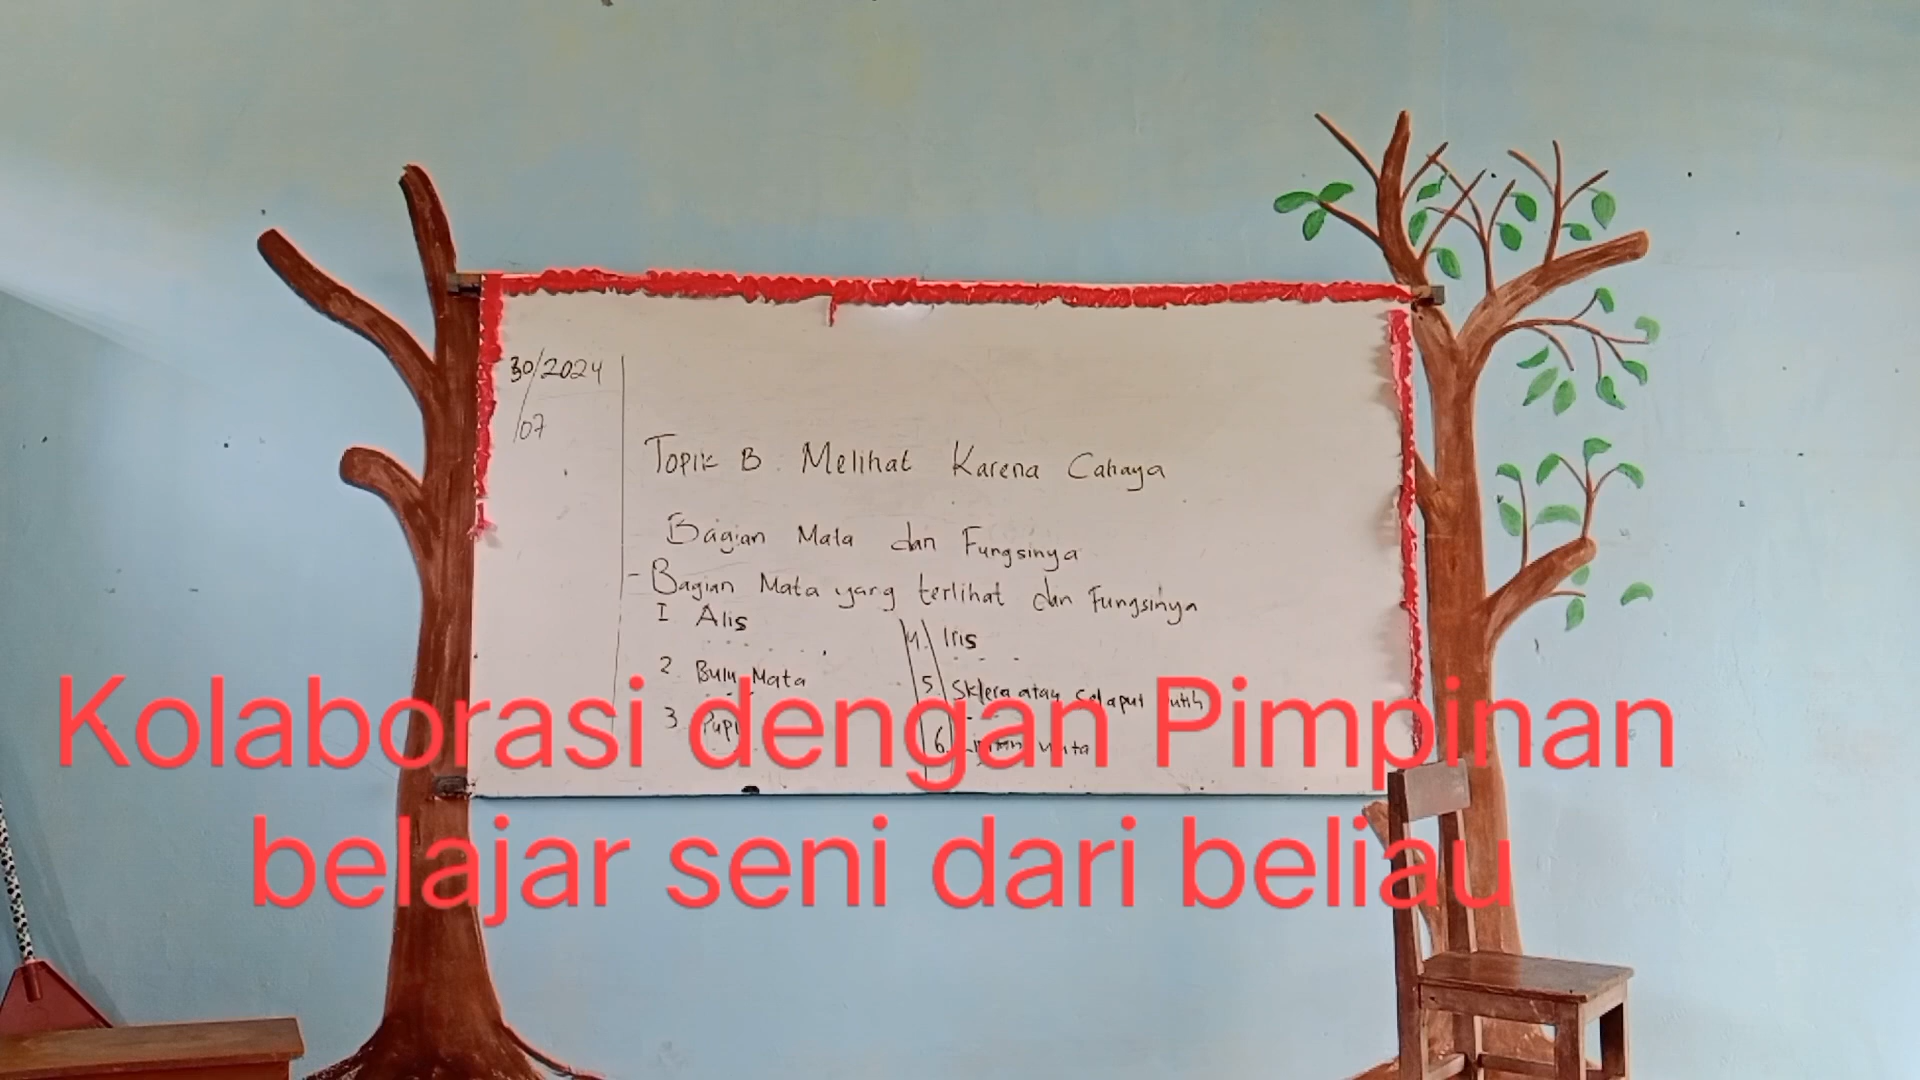 30/2024
/07
Topik B. Melihat Karena Cahaya
Bagian Mata dan Fungsinya
- Bagian Mata yang terlihat dan Fungsinya
1 Alis
2. Bulu Mata
3.
4. Iris
5. Sklera atau Selaput
6. Mata
Kolaborasi dengan Pimpinan
belajar seni dari beliau